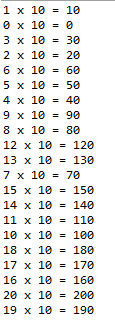 1 x 10 = 10
0 x 10 = 0
3 x 10 = 30
2 x 10 = 20
6 x 10 = 60
5 x 10 = 50
4 x 10 = 40
9 x 10 = 90
8 x 10 = 80
12 x 10 = 120
13 x 10 = 130
7 x 10 = 70
15 x 10 = 150
14 x 10 = 140
11 x 10 = 110
10 x 10 = 100
18 x 10 = 180
17 x 10 = 170
16 x 10 = 160
20 x 10 = 200
19 x 10 = 190